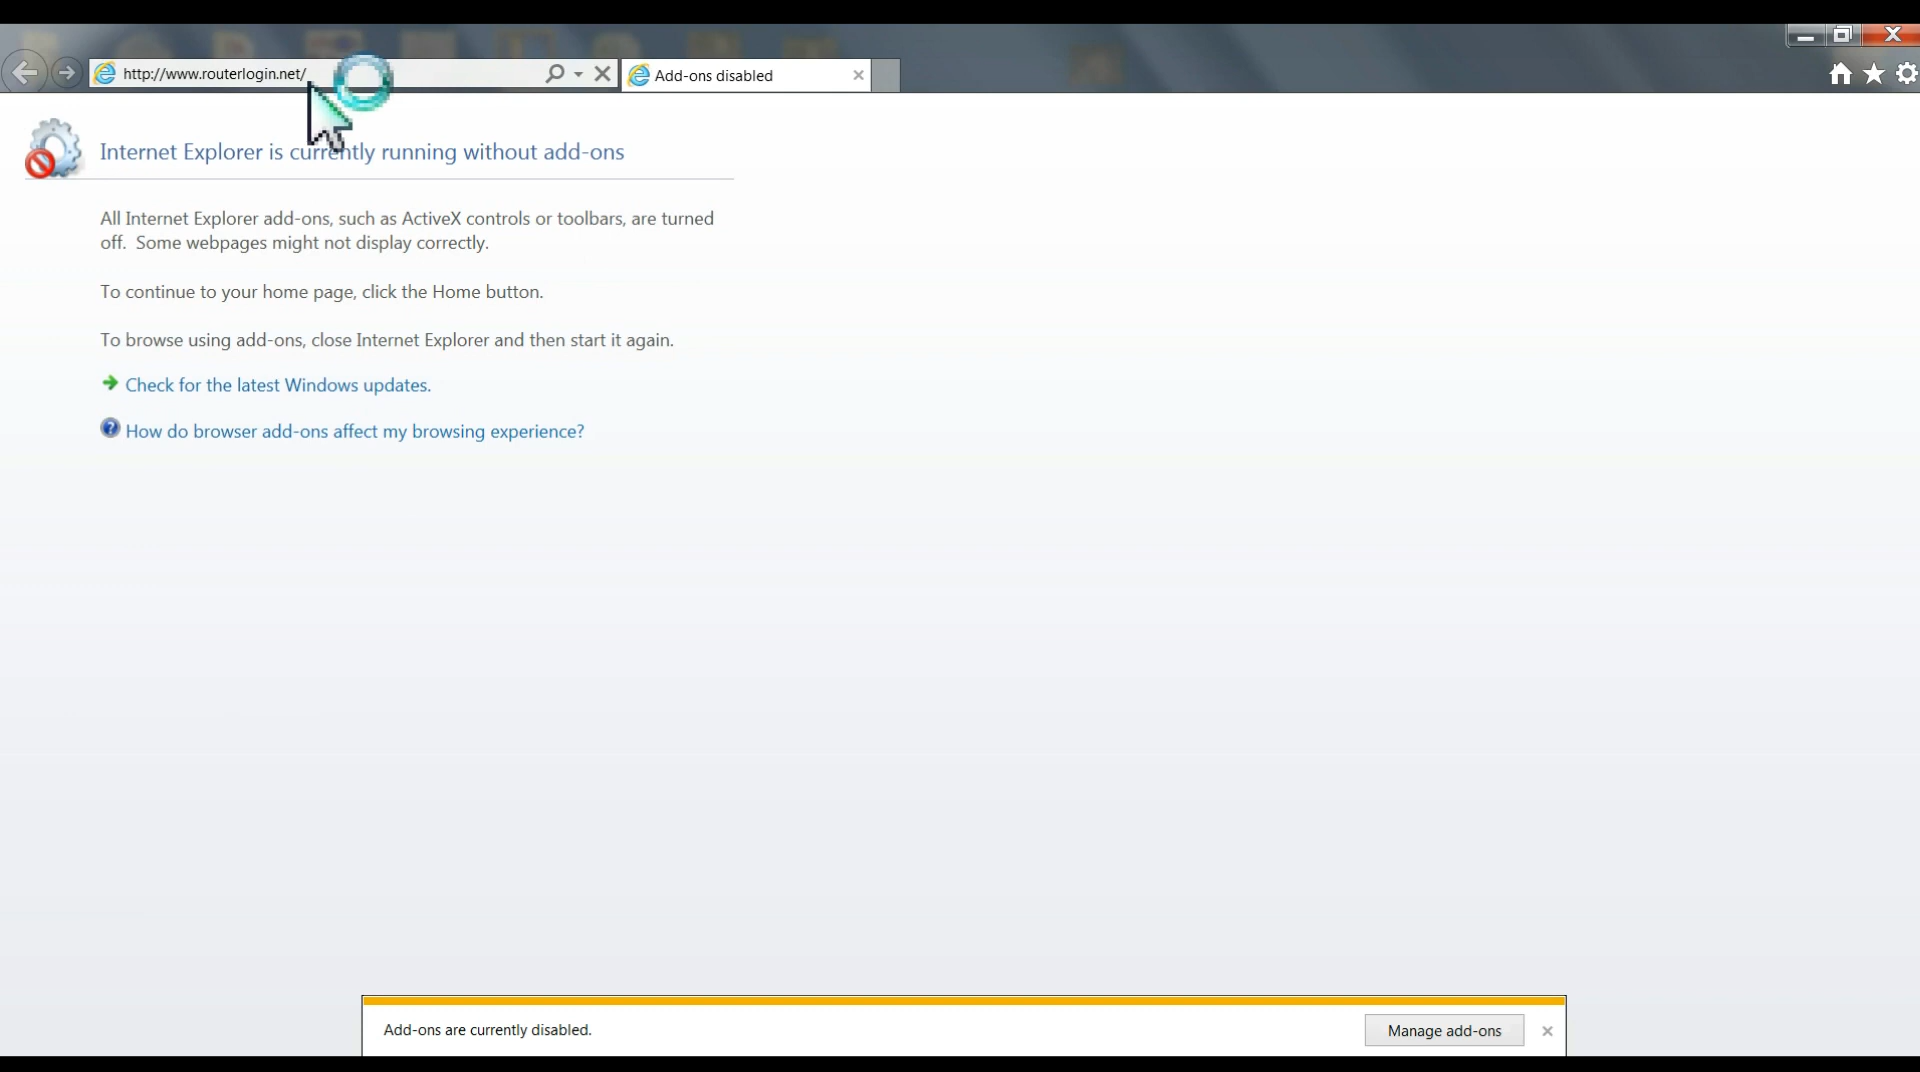 http://www.routerlogin.net/
Add-ons disabled
Internet Explorer is currently running without add-ons
All Internet Explorer add-ons, such as ActiveX controls or toolbars, are turned
off.  Some webpages might not display correctly.
To continue to your home page, click the Home button.
To browse using add-ons, close Internet Explorer and then start it again.
Check for the latest Windows updates.
How do browser add-ons affect my browsing experience?
Add-ons are currently disabled.
Manage add-ons